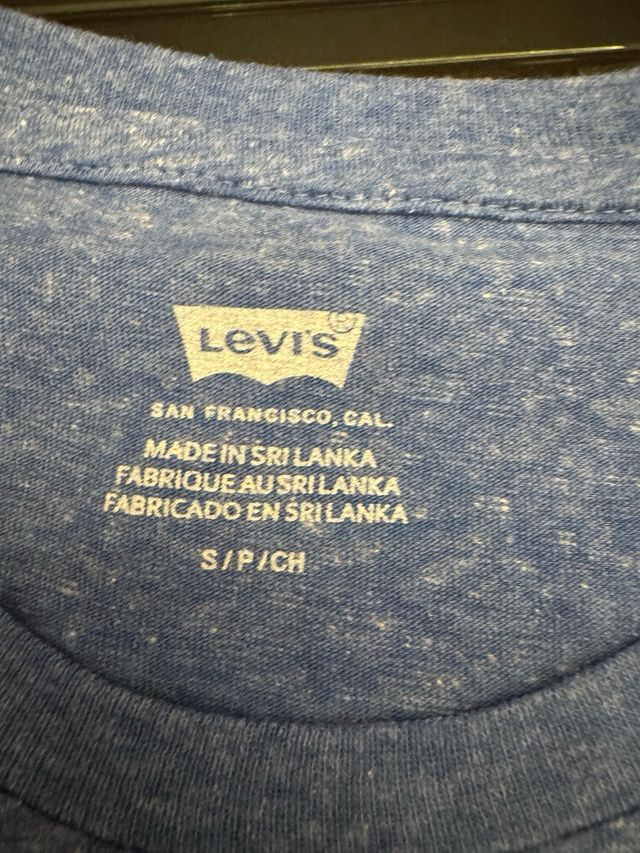 Levi's®
SAN FRANCISCO, CAL.
MADE IN SRI LANKA
FABRIQUE AU SRI LANKA
FABRICADO EN SRI LANKA
S/P/CH